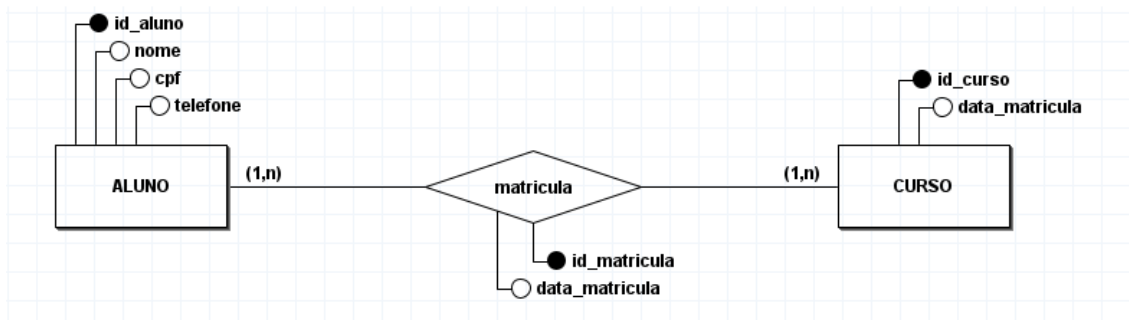 id_aluno
nome
cpf
telefone
ALUNO
(1,n)
matricula
id_matricula
data_matricula
(1,n)
id_curso
data_matricula
CURSO